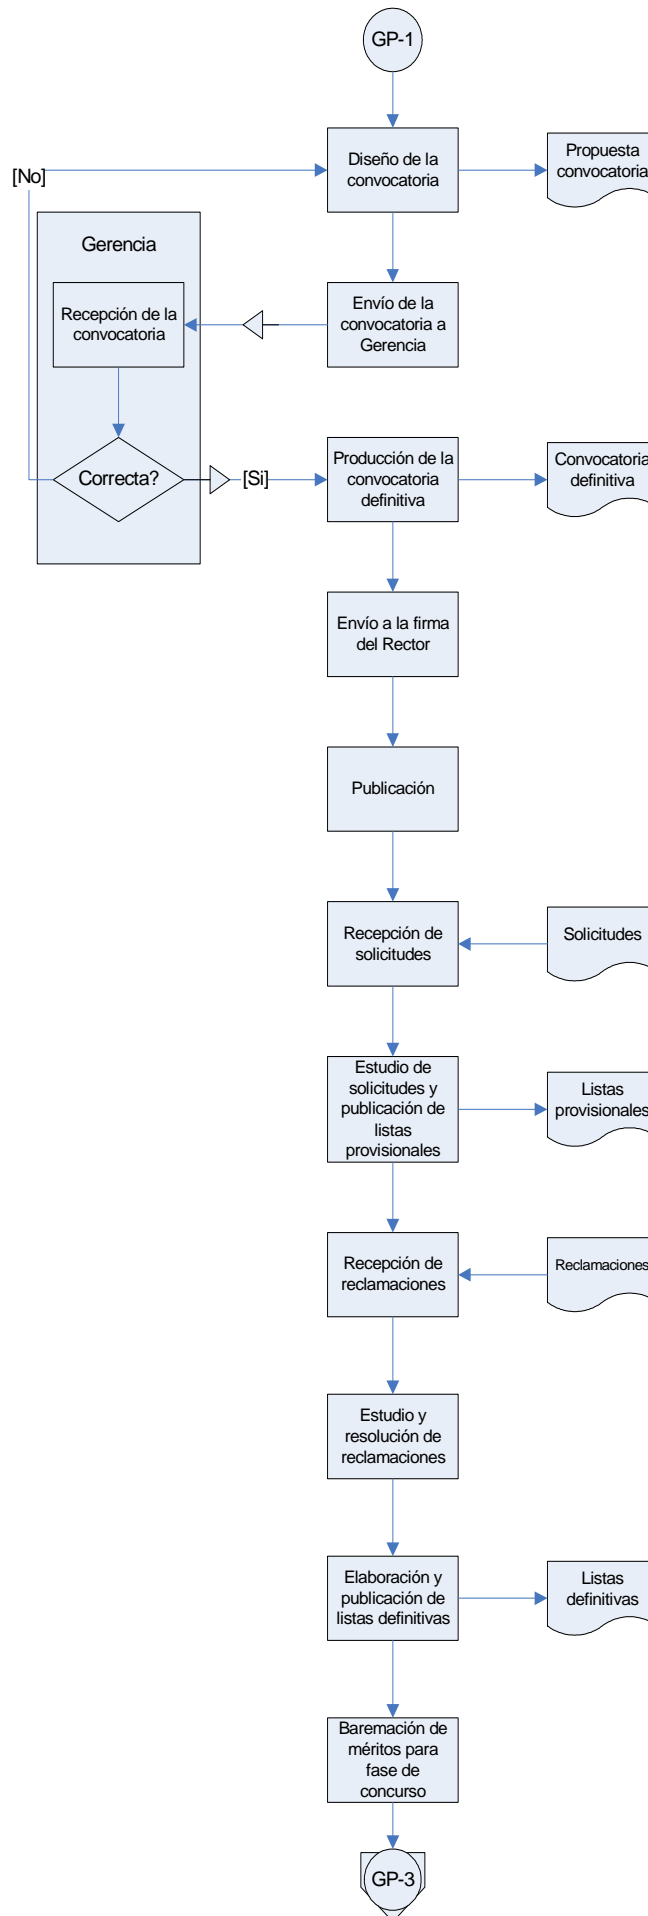 GP-1
Diseño de la
convocatoria
Propuesta
convocatoria
[No]
Gerencia
Recepción de la
convocatoria
Envío de la
convocatoria a
Gerencia
Correcta?
[Si]
Producción de la
convocatoria
definitiva
Convocatoria
definitiva
Envío a la firma
del Rector
Publicación
Recepción de
solicitudes
Solicitudes
Estudio de
solicitudes y
publicación de
listas
provisionales
Listas
provisionales
Recepción de
reclamaciones
Reclamaciones
Estudio y
resolución de
reclamaciones
Elaboración y
publicación de
listas definitivas
Listas
definitivas
Baremación de
méritos para
fase de
concurso
GP-3